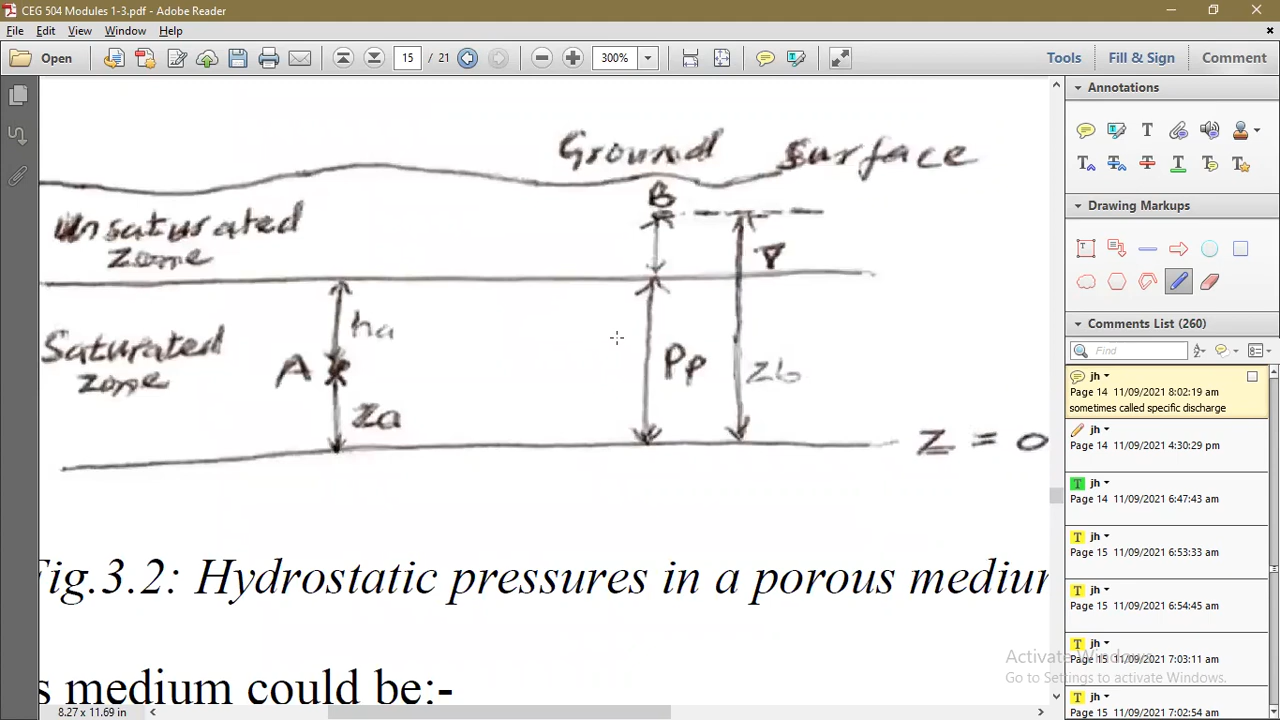 CEG 504 Modules 1-3.pdf - Adobe Reader
File Edit View Window Help
Open 15 / 21 300% Tools Fill & Sign Comment
Ground surface
B
Unsaturated
zone
ha
Saturated
zone
A
Pp
zb
za
z = 0
Fig.3.2: Hydrostatic pressures in a porous medium
s medium could be:-
8.27 x 11.69 in
Annotations
T
T T T T
Drawing Markups
T
Comments List (260)
Find
jh
Page 14 11/09/2021 8:02:19 am
sometimes called specific discharge
jh
Page 14 11/09/2021 4:30:29 pm
T jh
Page 14 11/09/2021 6:47:43 am
T jh
Page 15 11/09/2021 6:53:33 am
T jh
Page 15 11/09/2021 6:54:45 am
T jh
Page 15 11/09/2021 7:03:11 am
T jh
Page 15 11/09/2021 7:02:54 am
Activate Windows
Go to Settings to activate Windows.